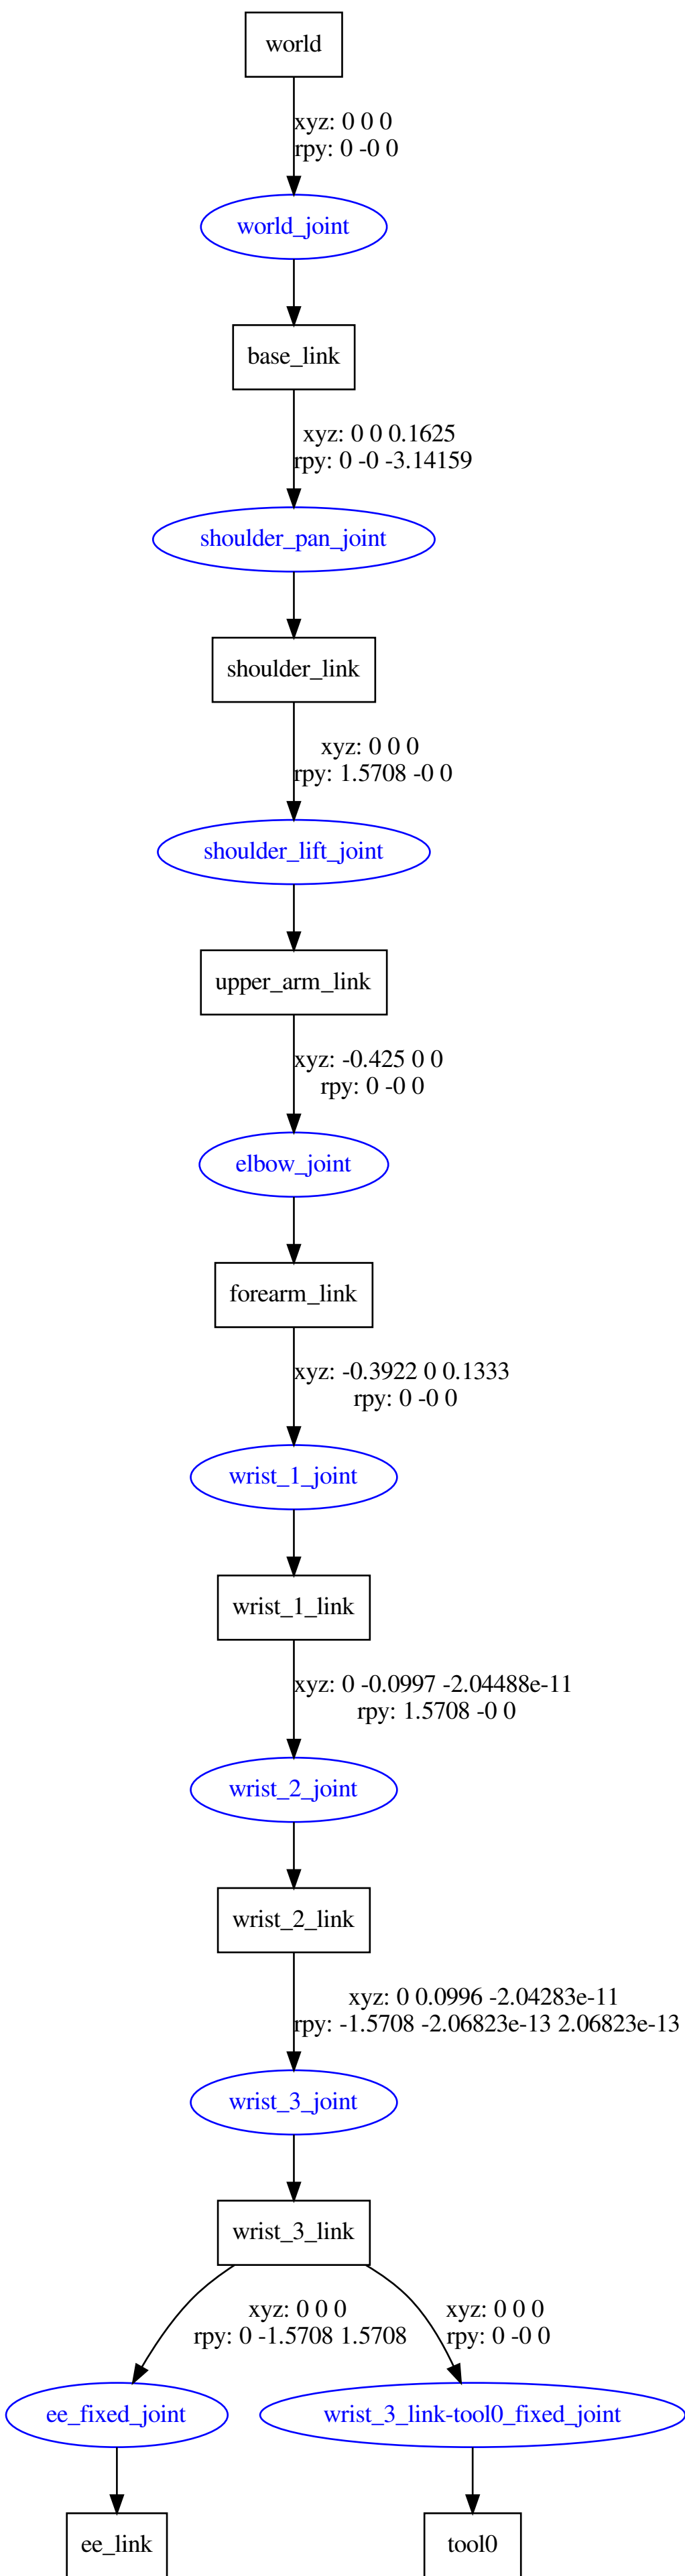 world
xyz: 0 0 0
rpy: 0 -0 0
world_joint
base_link
xyz: 0 0 0.1625
rpy: 0 -0 -3.14159
shoulder_pan_joint
shoulder_link
xyz: 0 0 0
rpy: 1.5708 -0 0
shoulder_lift_joint
upper_arm_link
xyz: -0.425 0 0
rpy: 0 -0 0
elbow_joint
forearm_link
xyz: -0.3922 0 0.1333
rpy: 0 -0 0
wrist_1_joint
wrist_1_link
xyz: 0 -0.0997 -2.04488e-11
rpy: 1.5708 -0 0
wrist_2_joint
wrist_2_link
xyz: 0 0.0996 -2.04283e-11
rpy: -1.5708 -2.06823e-13 2.06823e-13
wrist_3_joint
wrist_3_link
xyz: 0 0 0
rpy: 0 -1.5708 1.5708
xyz: 0 0 0
rpy: 0 -0 0
ee_fixed_joint
wrist_3_link-tool0_fixed_joint
ee_link
tool0